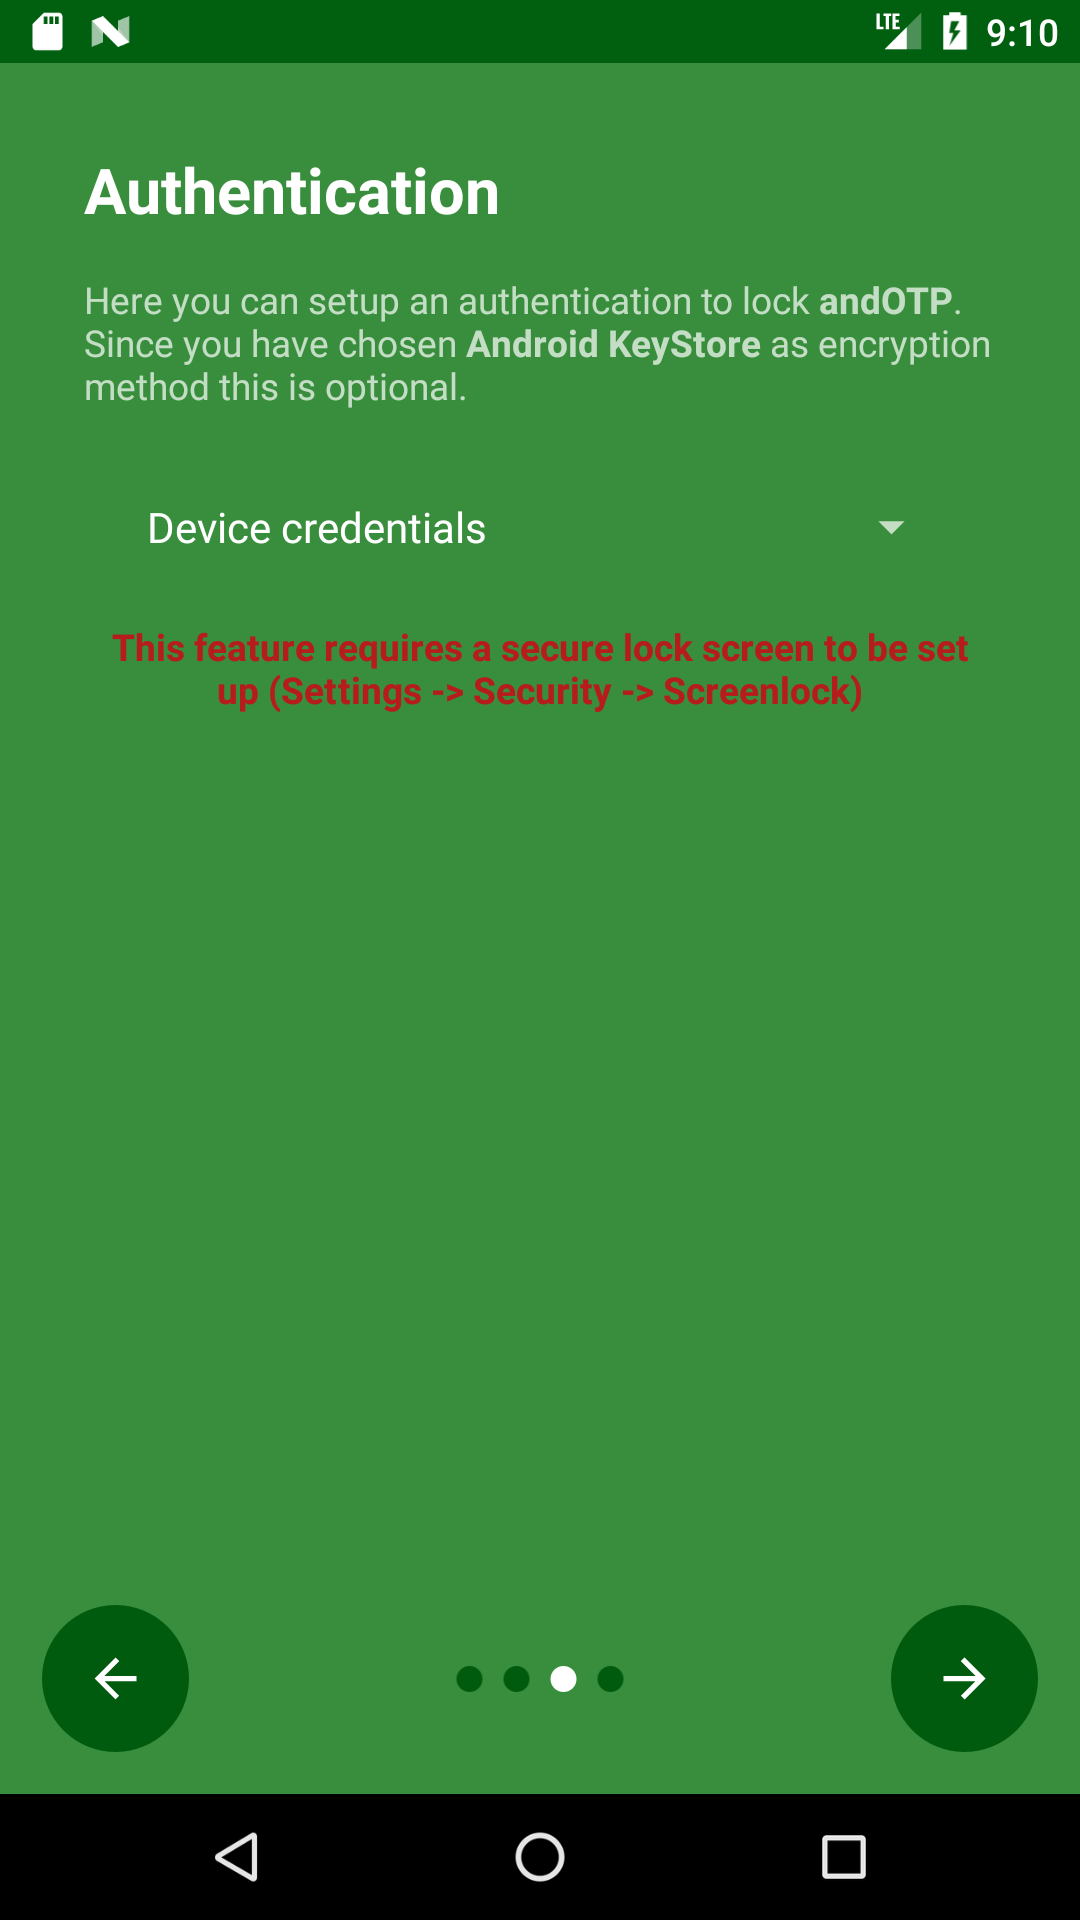 LTE 9:10
Authentication
Here you can setup an authentication to lock andOTP.
Since you have chosen Android KeyStore as encryption
method this is optional.
Device credentials
This feature requires a secure lock screen to be set
up (Settings -> Security -> Screenlock)